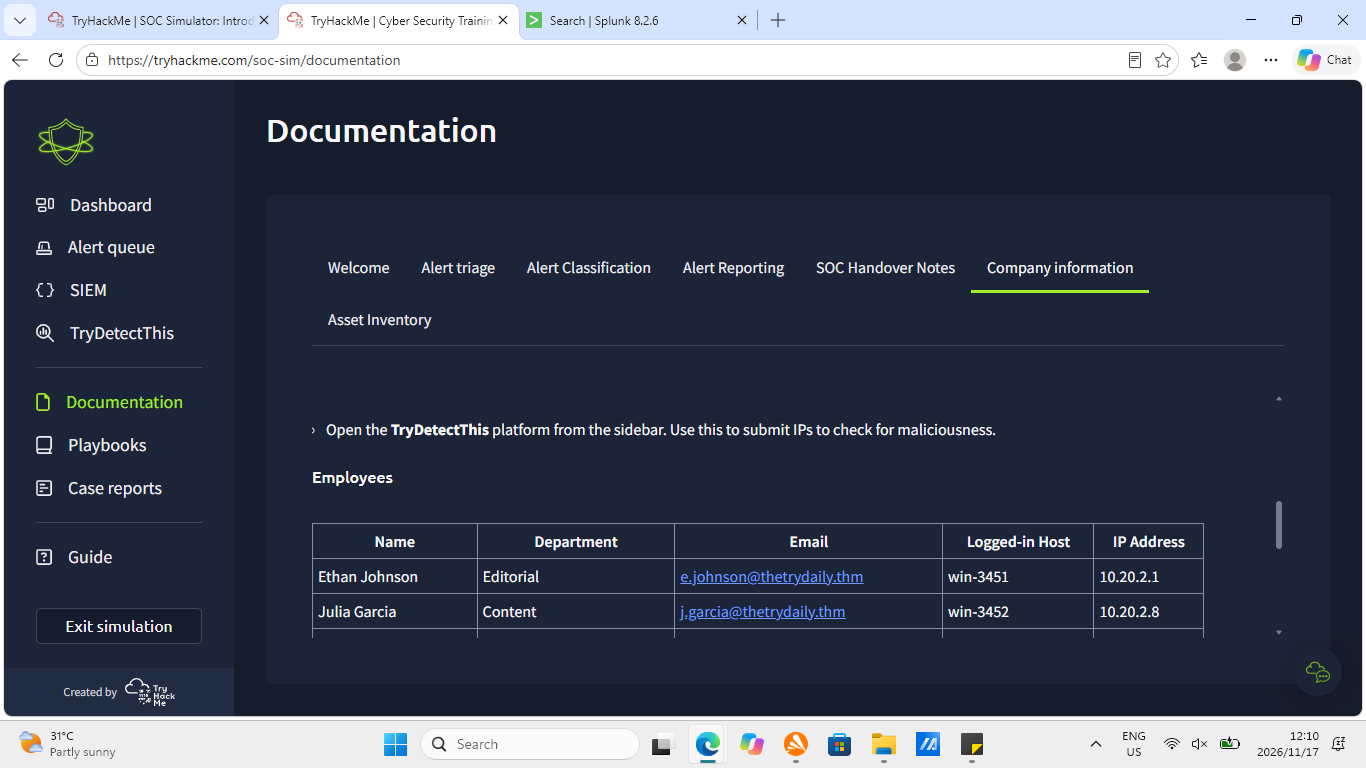 TryHackMe | SOC Simulator: Introd
TryHackMe | Cyber Security Trainin
Search | Splunk 8.2.6
https://tryhackme.com/soc-sim/documentation
Chat
Documentation
Dashboard
Alert queue
SIEM
TryDetectThis
Documentation
Playbooks
Case reports
Guide
Exit simulation
Created by Try Hack Me
Welcome Alert triage Alert Classification Alert Reporting SOC Handover Notes Company information
Asset Inventory
› Open the TryDetectThis platform from the sidebar. Use this to submit IPs to check for maliciousness.
Employees
Name Department Email Logged-in Host IP Address
Ethan Johnson Editorial e.johnson@thetrydaily.thm win-3451 10.20.2.1
Julia Garcia Content j.garcia@thetrydaily.thm win-3452 10.20.2.8
31°C
Partly sunny
Search
ENG
US
12:10
2026/11/17